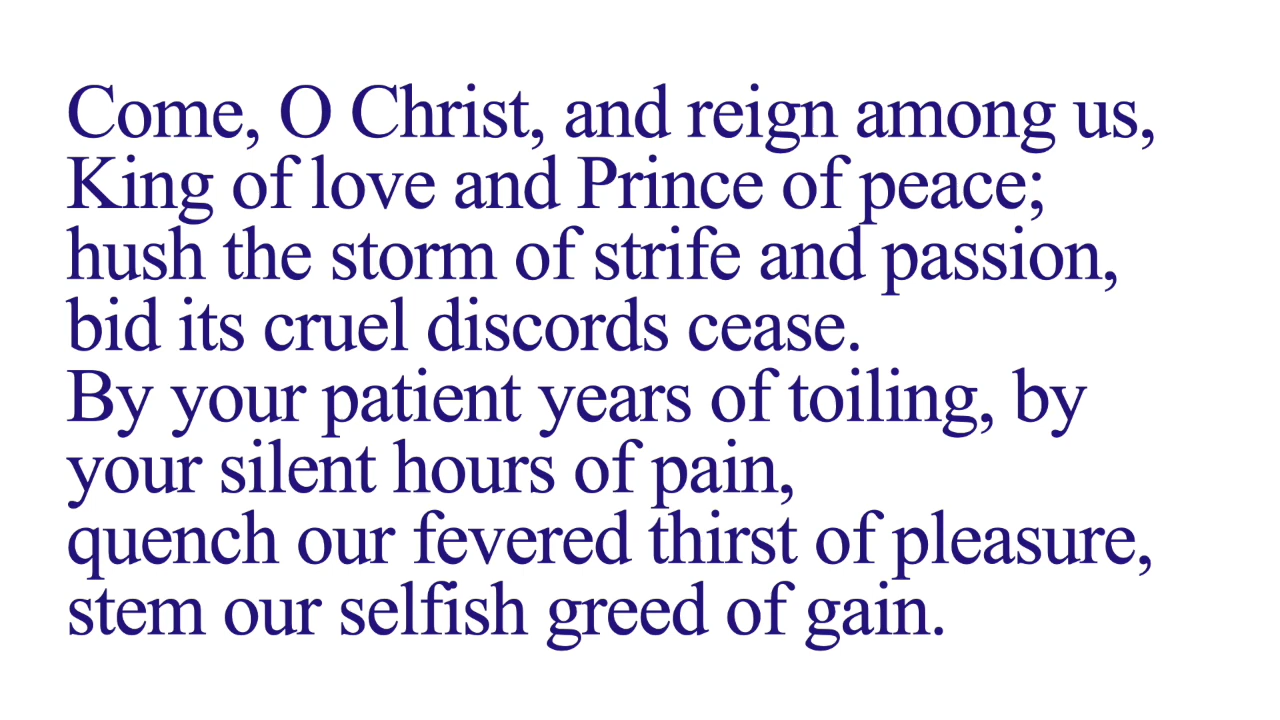 Come, O Christ, and reign among us,
King of love and Prince of peace;
hush the storm of strife and passion,
bid its cruel discords cease.
By your patient years of toiling, by
your silent hours of pain,
quench our fevered thirst of pleasure,
stem our selfish greed of gain.